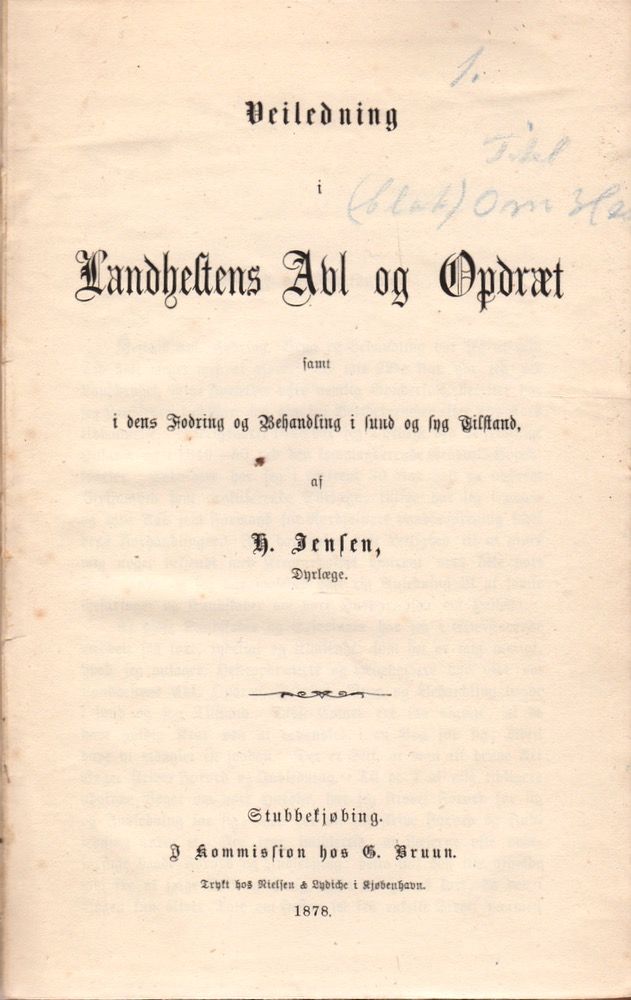 1.
Veiledning
Titel
i
(blat) Om
Landhestens Avl og Opdræt
samt
i dens Fodring og Behandling i sund og syg Tilstand,
af
H. Jensen,
Dyrlæge.
Stubbekjøbing.
I Kommission hos G. Bruun.
Trykt hos Nielsen & Lydiche i Kjøbenhavn.
1878.